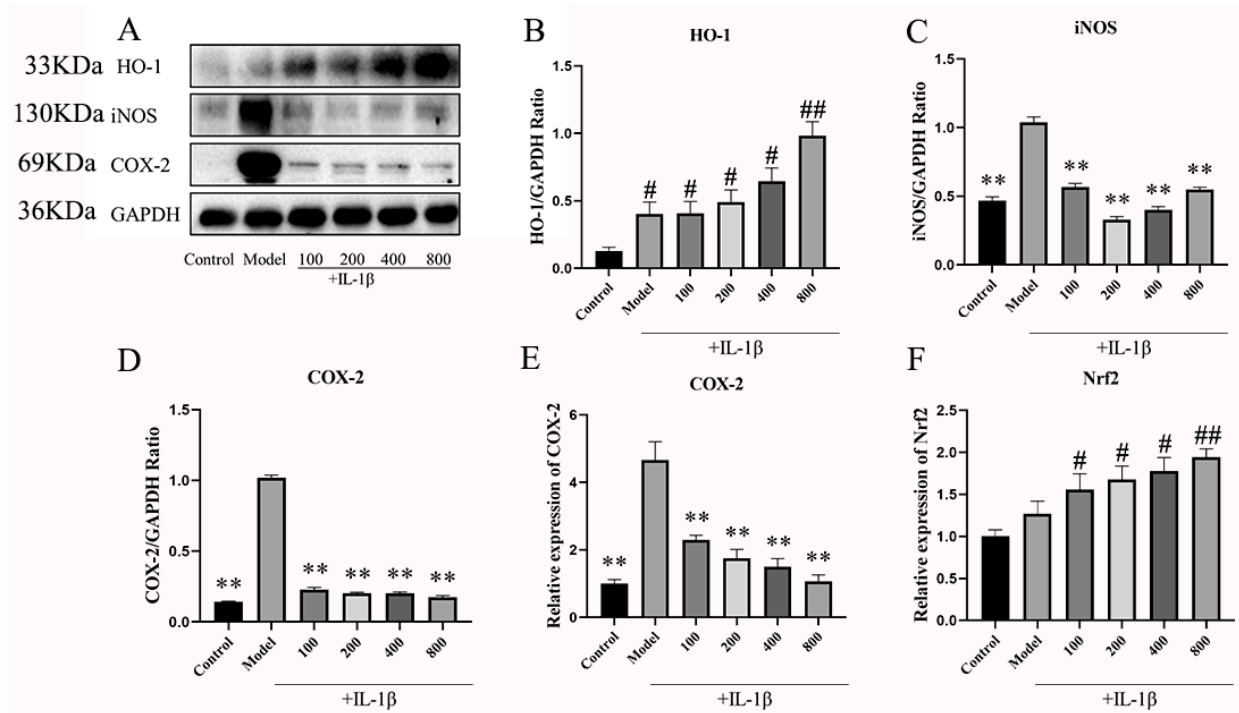 A
33KDa HO-1
130KDa iNOS
69KDa COX-2
36KDa GAPDH
Control Model 100 200 400 800
+IL-1β
B
HO-1
HO-1/GAPDH Ratio
1.5
1.0
0.5
0.0
# # # # ##
Control Model 100 200 400 800
+IL-1β
C
iNOS
iNOS/GAPDH Ratio
1.5
1.0
0.5
0.0
** ** ** ** **
Control Model 100 200 400 800
+IL-1β
D
COX-2
COX-2/GAPDH Ratio
1.5
1.0
0.5
0.0
** ** ** ** **
Control Model 100 200 400 800
+IL-1β
E
COX-2
Relative expression of COX-2
6
4
2
0
** ** ** ** **
Control Model 100 200 400 800
+IL-1β
F
Nrf2
Relative expression of Nrf2
2.5
2.0
1.5
1.0
0.5
0.0
# # # ##
Control Model 100 200 400 800
+IL-1β